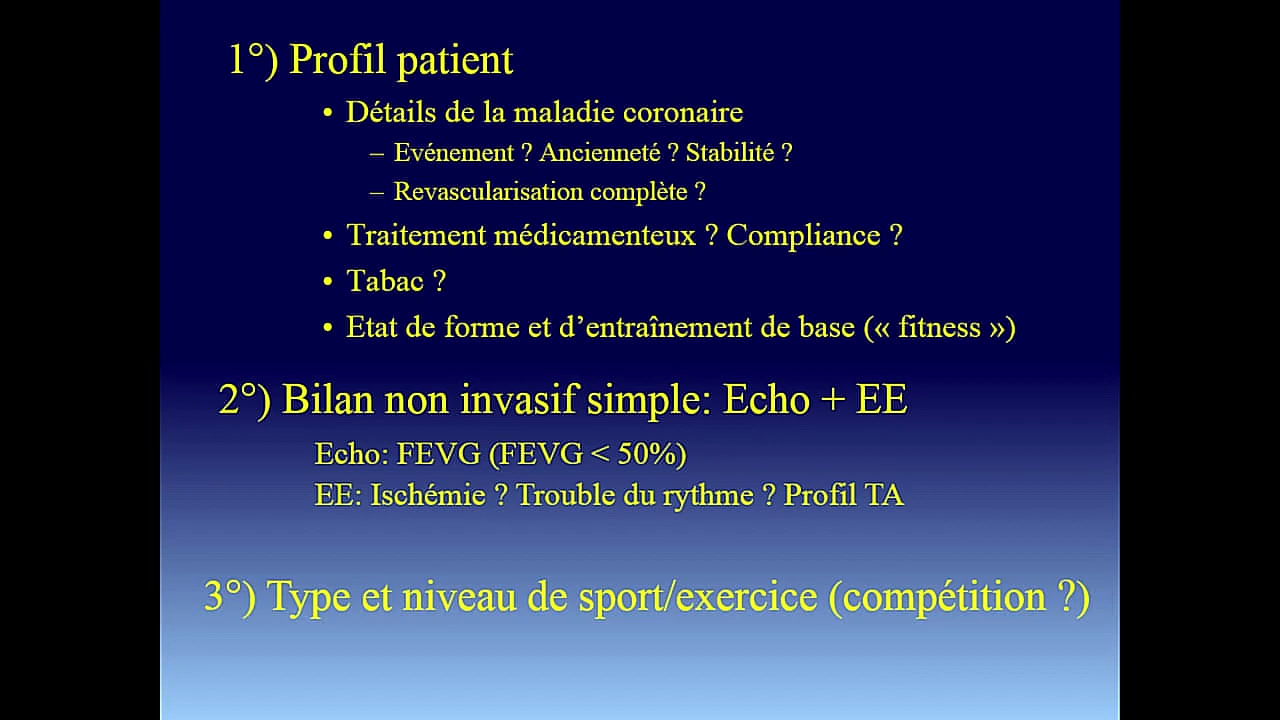 1°) Profil patient
• Détails de la maladie coronaire
– Evénement ? Ancienneté ? Stabilité ?
– Revascularisation complète ?
• Traitement médicamenteux ? Compliance ?
• Tabac ?
• Etat de forme et d’entraînement de base (« fitness »)
2°) Bilan non invasif simple: Echo + EE
Echo: FEVG (FEVG < 50%)
EE: Ischémie ? Trouble du rythme ? Profil TA
3°) Type et niveau de sport/exercice (compétition ?)